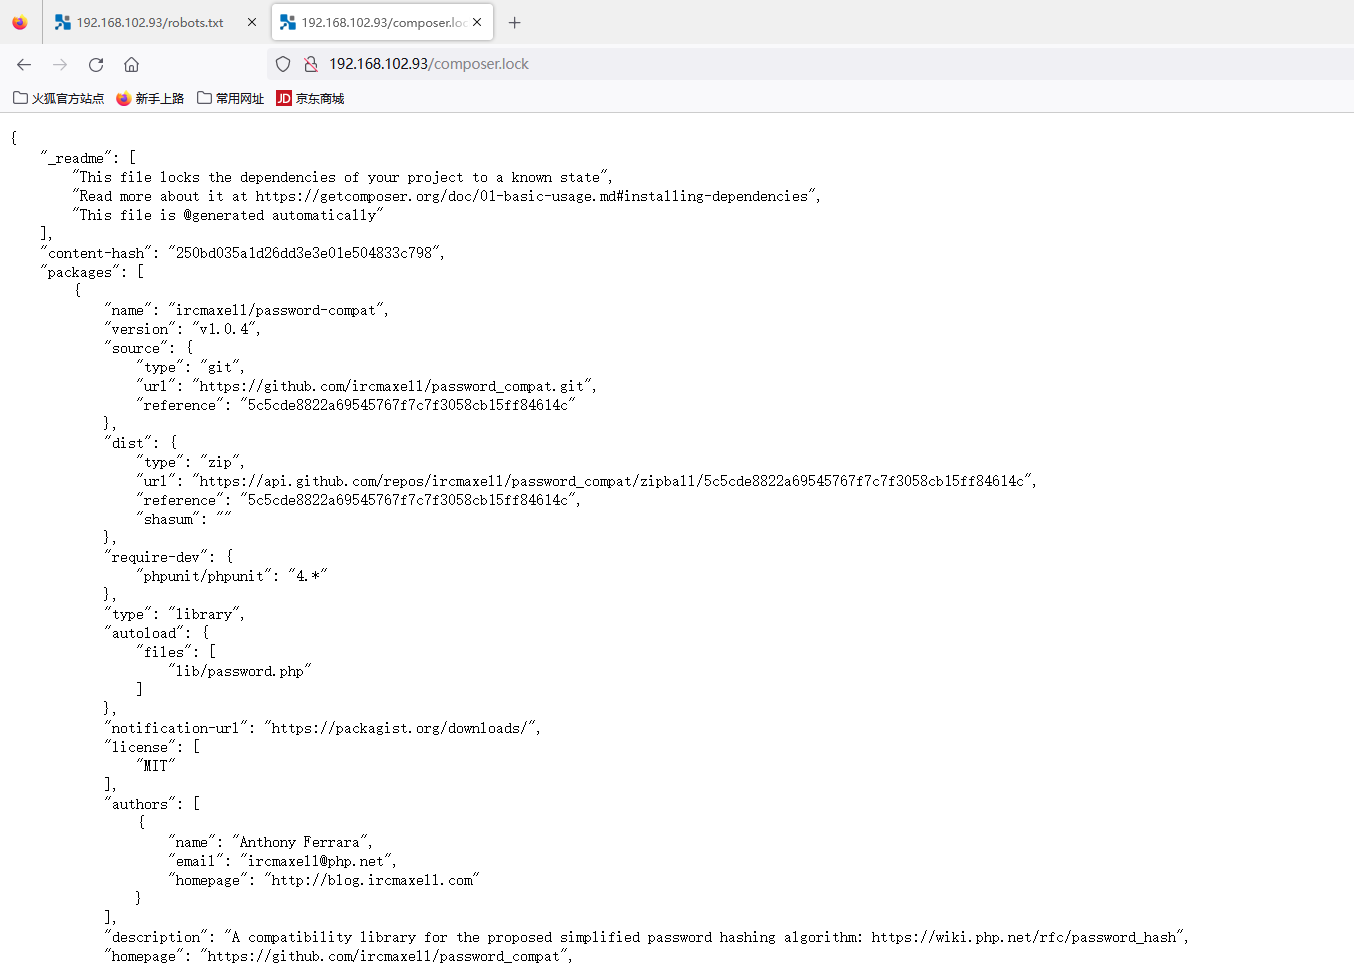 192.168.102.93/robots.txt
192.168.102.93/composer.loc
192.168.102.93/composer.lock
火狐官方站点 新手上路 常用网址 JD 京东商城
{
"_readme": [
"This file locks the dependencies of your project to a known state",
"Read more about it at https://getcomposer.org/doc/01-basic-usage.md#installing-dependencies",
"This file is @generated automatically"
],
"content-hash": "250bd035a1d26dd3e3e01e504833c798",
"packages": [
{
"name": "ircmaxell/password-compat",
"version": "v1.0.4",
"source": {
"type": "git",
"url": "https://github.com/ircmaxell/password_compat.git",
"reference": "5c5cde8822a69545767f7c7f3058cb15ff84614c"
},
"dist": {
"type": "zip",
"url": "https://api.github.com/repos/ircmaxell/password_compat/zipball/5c5cde8822a69545767f7c7f3058cb15ff84614c",
"reference": "5c5cde8822a69545767f7c7f3058cb15ff84614c",
"shasum": ""
},
"require-dev": {
"phpunit/phpunit": "4.*"
},
"type": "library",
"autoload": {
"files": [
"lib/password.php"
]
},
"notification-url": "https://packagist.org/downloads/",
"license": [
"MIT"
],
"authors": [
{
"name": "Anthony Ferrara",
"email": "ircmaxell@php.net",
"homepage": "http://blog.ircmaxell.com"
}
],
"description": "A compatibility library for the proposed simplified password hashing algorithm: https://wiki.php.net/rfc/password_hash",
"homepage": "https://github.com/ircmaxell/password_compat",